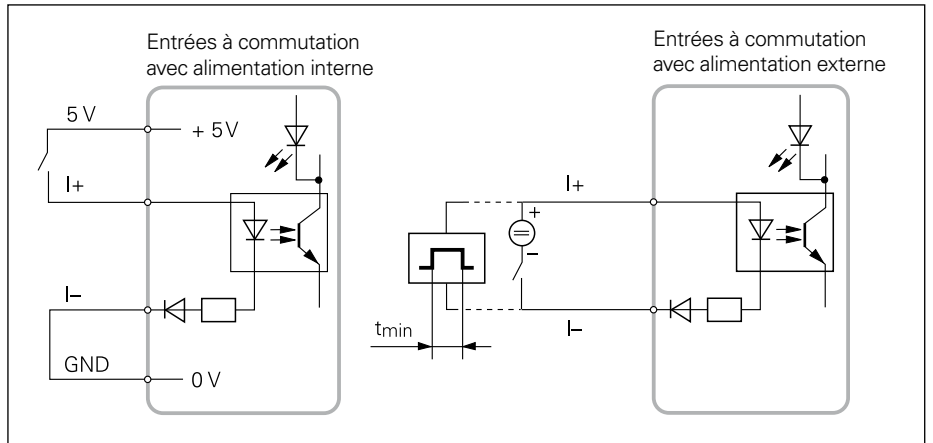 Entrées à commutation
avec alimentation interne
5 V
+ 5V
I+
I–
GND
0 V
Entrées à commutation
avec alimentation externe
I+
+
–
I–
tmin